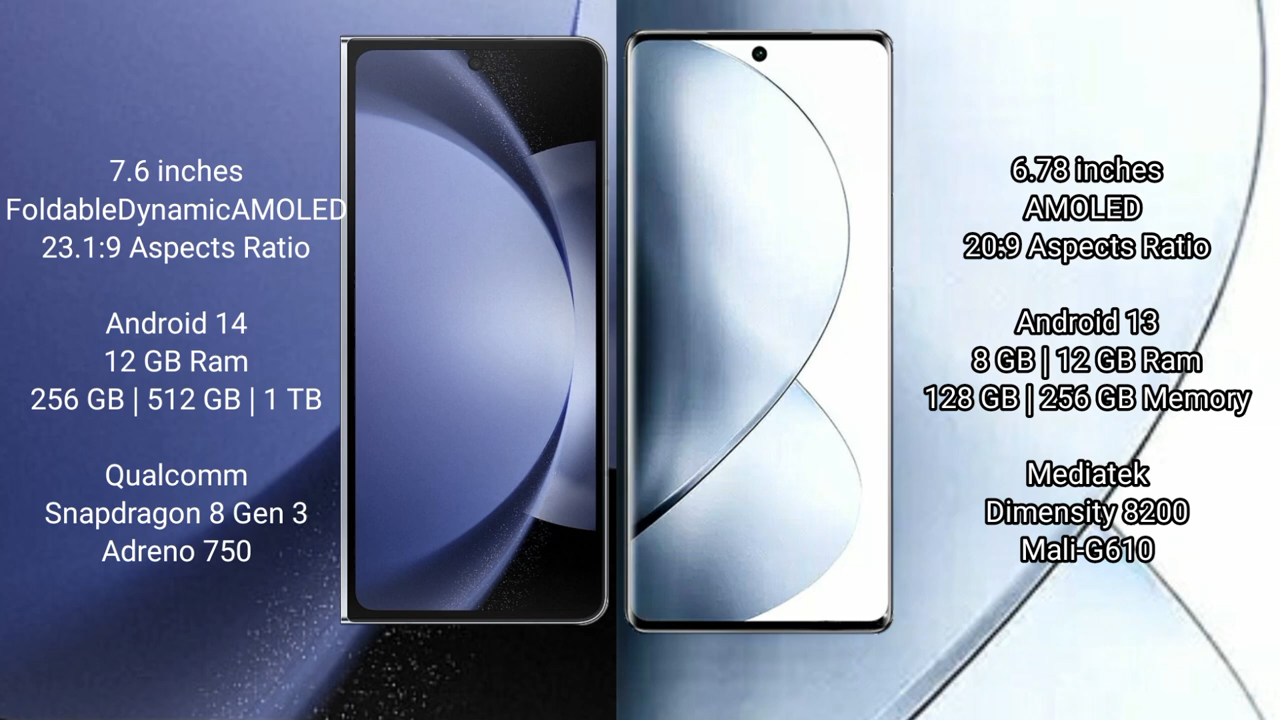 7.6 inches
FoldableDynamicAMOLED
23.1:9 Aspects Ratio
Android 14
12 GB Ram
256 GB | 512 GB | 1 TB
Qualcomm
Snapdragon 8 Gen 3
Adreno 750
6.78 inches
AMOLED
20:9 Aspects Ratio
Android 13
8 GB | 12 GB Ram
128 GB | 256 GB Memory
Mediatek
Dimensity 8200
Mali-G610